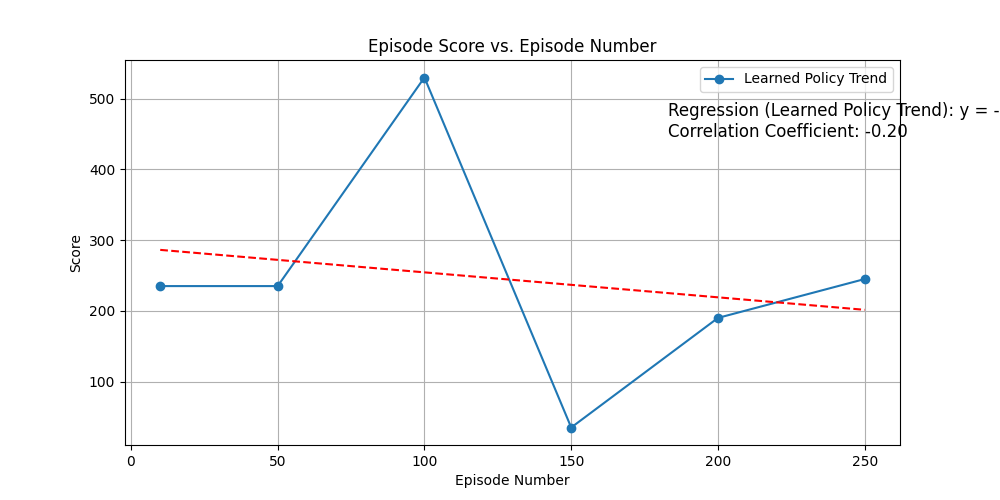 Episode Score vs. Episode Number
Learned Policy Trend
Regression (Learned Policy Trend): y = -
Correlation Coefficient: -0.20
Score
500
400
300
200
100
0 50 100 150 200 250
Episode Number